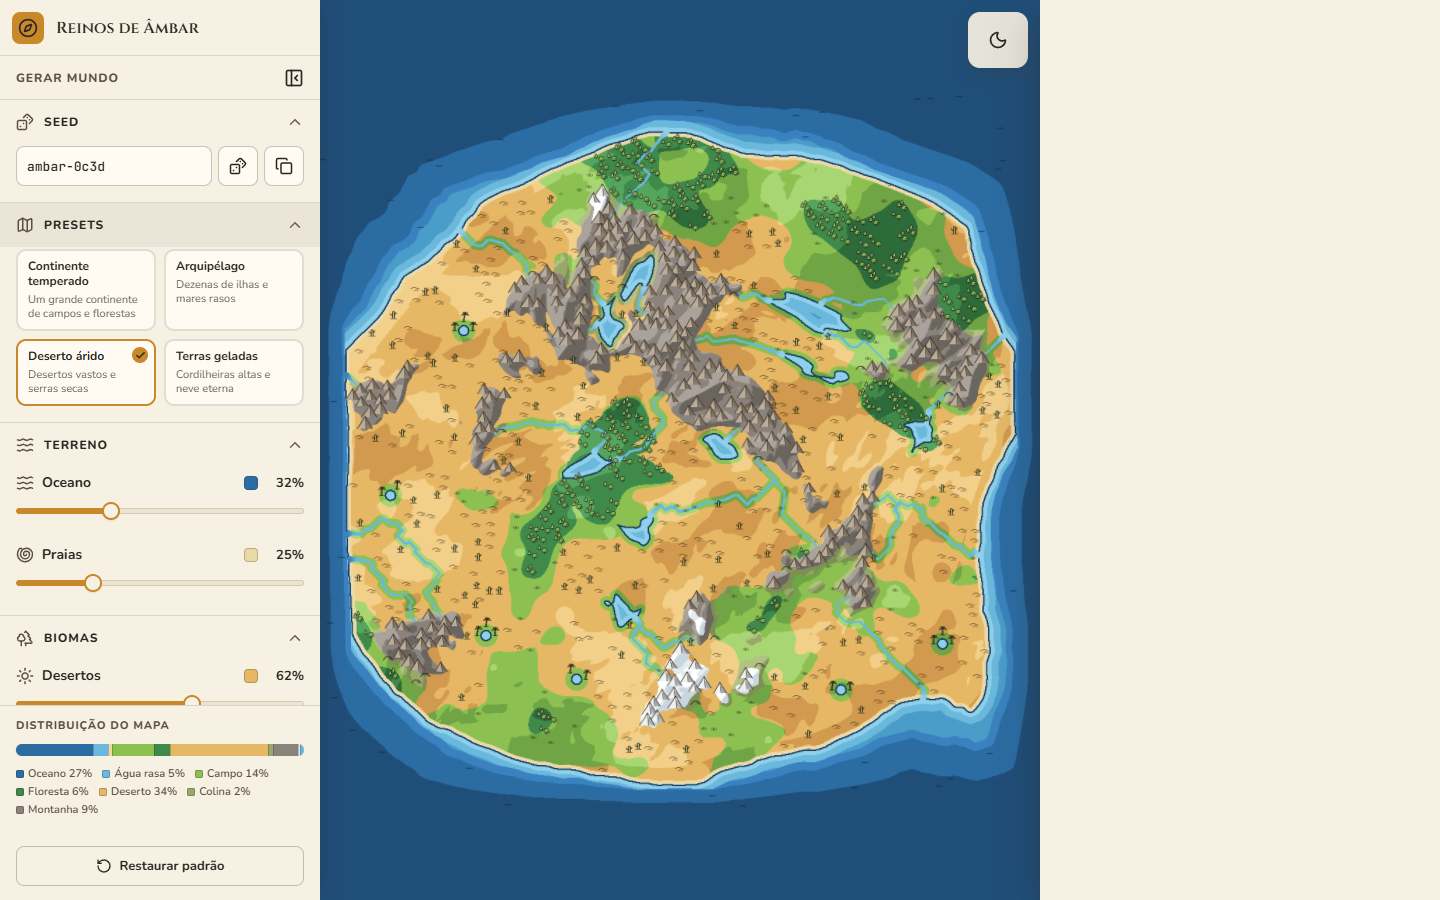 Reinos de Âmbar
GERAR MUNDO
SEED
ambar-0c3d
PRESETS
Continente
temperado
Um grande continente
de campos e florestas
Arquipélago
Dezenas de ilhas e
mares rasos
Deserto árido
Desertos vastos e
serras secas
Terras geladas
Cordilheiras altas e
neve eterna
TERRENO
Oceano 32%
Praias 25%
BIOMAS
Desertos 62%
DISTRIBUIÇÃO DO MAPA
Oceano 27% Água rasa 5% Campo 14%
Floresta 6% Deserto 34% Colina 2%
Montanha 9%
Restaurar padrão